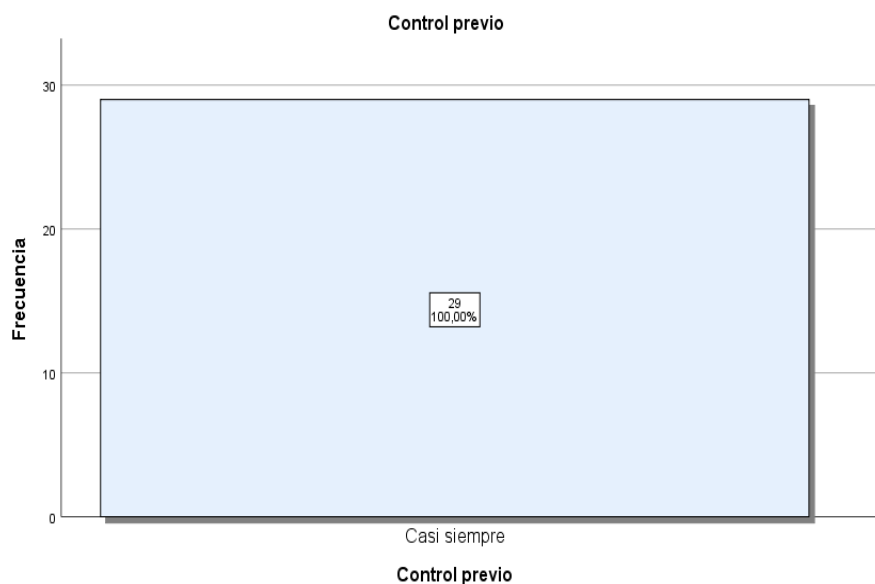 Control previo
Frecuencia
30
20
10
0
29
100,00%
Casi siempre
Control previo